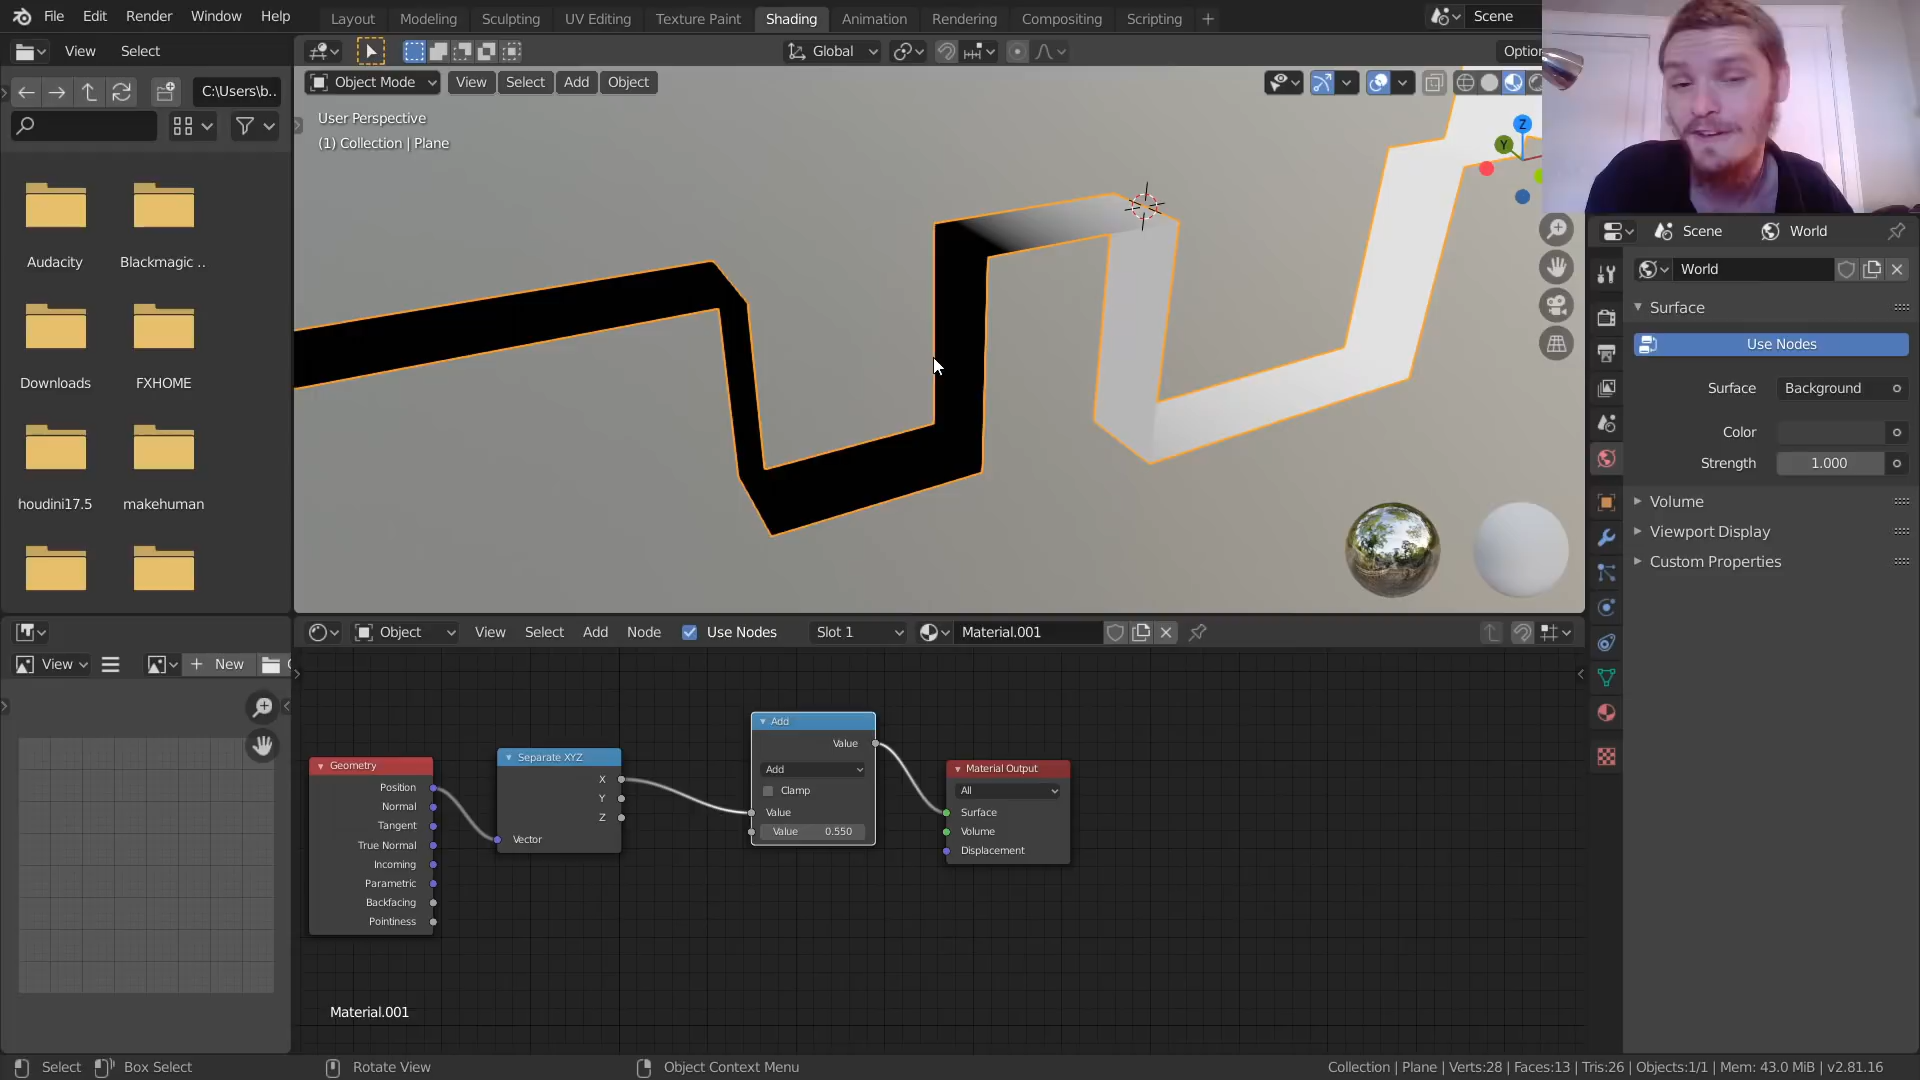 File Edit Render Window Help
Layout Modeling Sculpting UV Editing Texture Paint Shading Animation Rendering Compositing Scripting +
Scene
View Select
Global
Optio
C:\Users\b..
Object Mode View Select Add Object
User Perspective
(1) Collection | Plane
Z
Y
Audacity Blackmagic ..
Downloads FXHOME
houdini17.5 makehuman
Scene World
World
Surface
Use Nodes
Surface Background
Color
Strength 1.000
Volume
Viewport Display
Custom Properties
Object View Select Add Node Use Nodes Slot 1 Material.001
View + New
Geometry
Position
Normal
Tangent
True Normal
Incoming
Parametric
Backfacing
Pointiness
Separate XYZ
X
Y
Z
Vector
Add
Value
Add
Clamp
Value
Value 0.550
Material Output
All
Surface
Volume
Displacement
Material.001
Select Box Select Rotate View Object Context Menu Collection | Plane | Verts:28 | Faces:13 | Tris:26 | Objects:1/1 | Mem: 43.0 MiB | v2.81.16